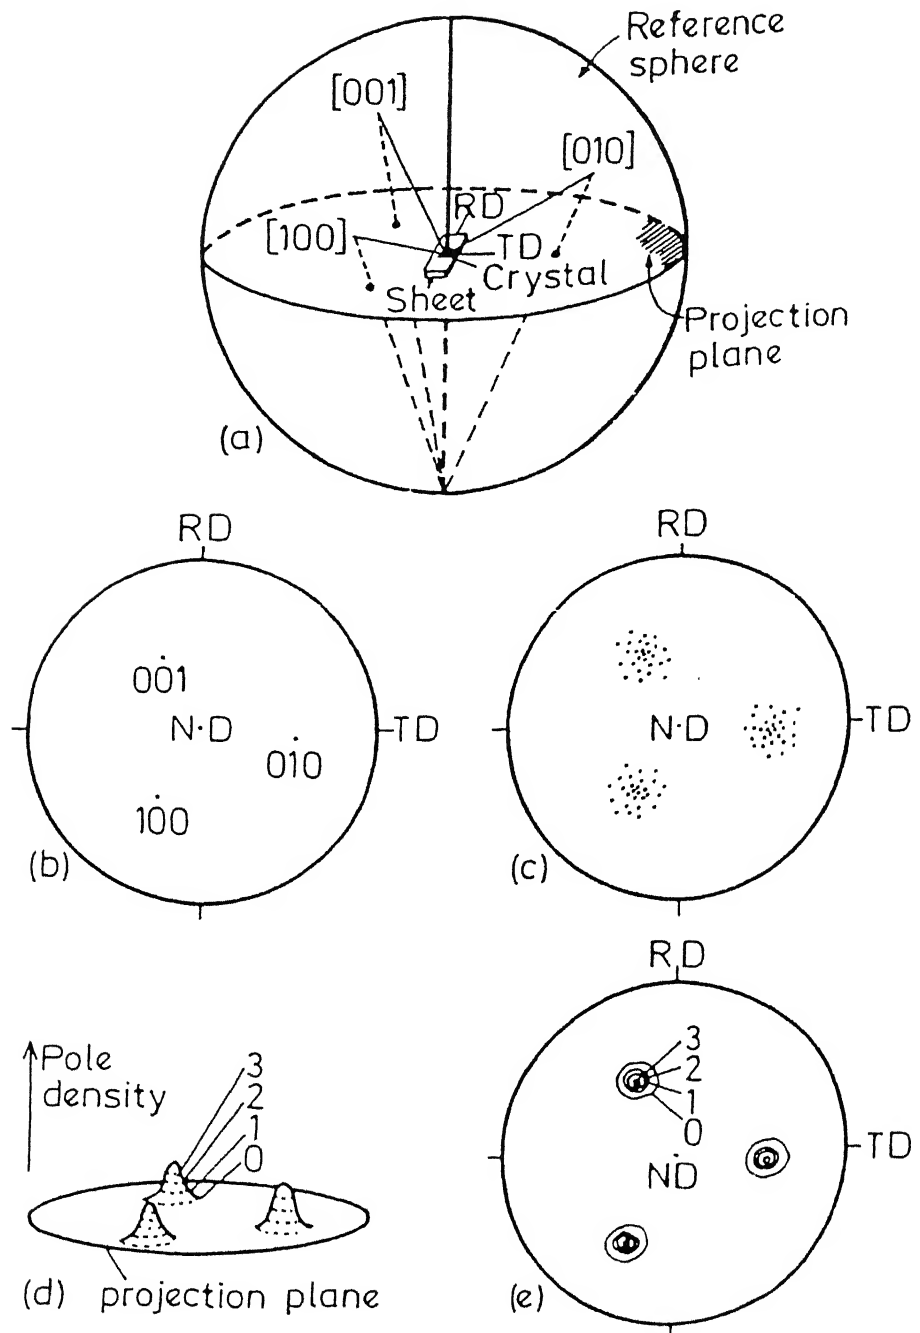 Reference
sphere
[001]
[010]
RD
[100]
TD
Crystal
Sheet
Projection
plane
(a)
RD
001
N·D
TD
010
100
(b)
RD
N·D
TD
(c)
Pole
density
3
2
1
0
(d) projection plane
RD
3
2
1
0
TD
ND
(e)